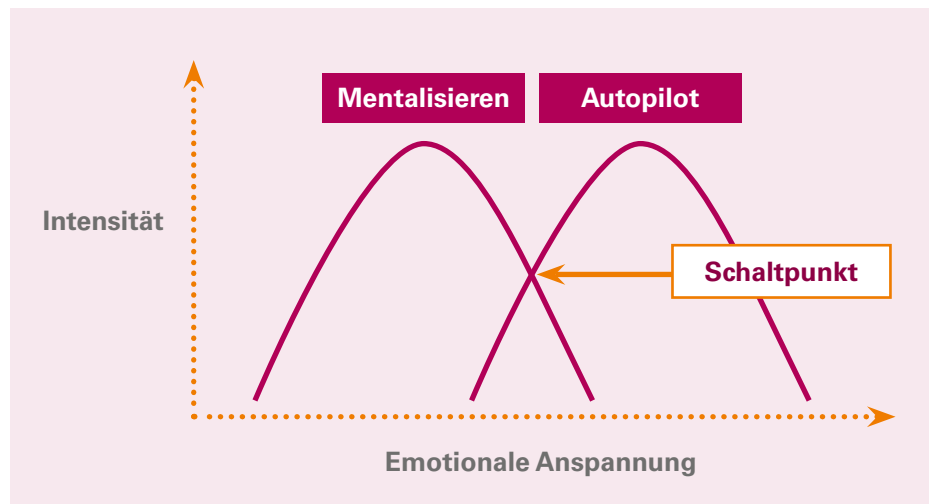 Mentalisieren
Autopilot
Intensität
Schaltpunkt
Emotionale Anspannung